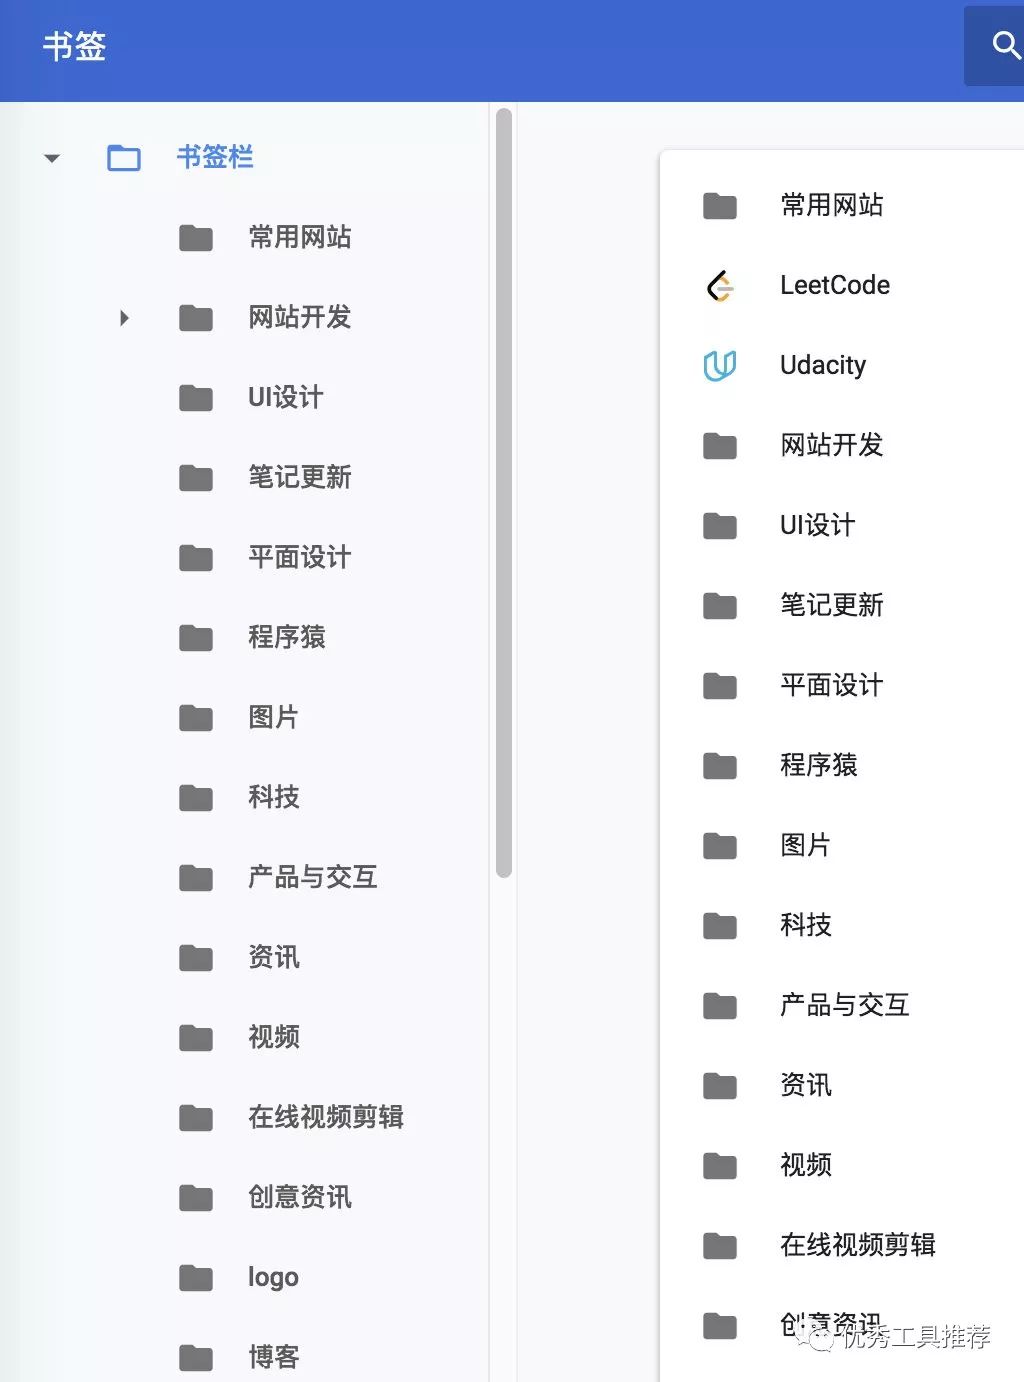 书签
书签栏
常用网站
网站开发
UI设计
笔记更新
平面设计
程序猿
图片
科技
产品与交互
资讯
视频
在线视频剪辑
创意资讯
logo
博客
常用网站
LeetCode
Udacity
网站开发
UI设计
笔记更新
平面设计
程序猿
图片
科技
产品与交互
资讯
视频
在线视频剪辑
创意资讯
优秀工具推荐